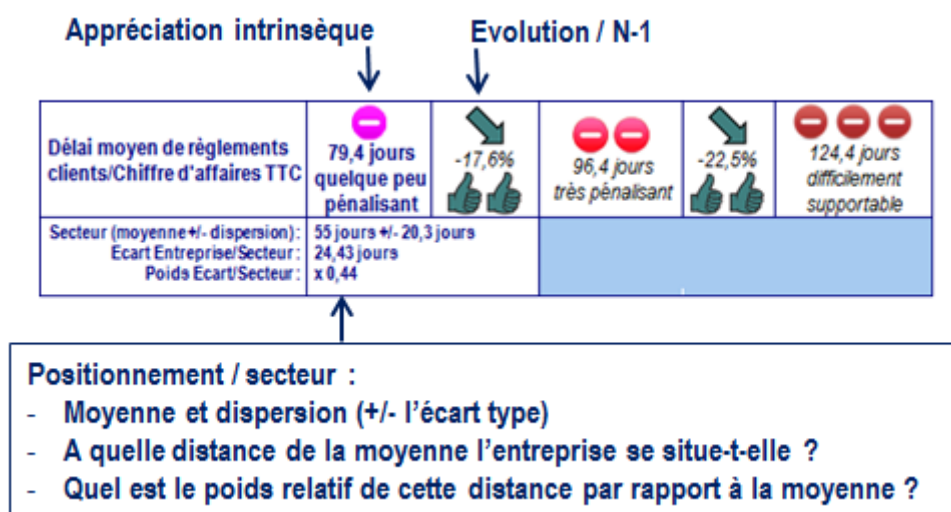 Appréciation intrinsèque
Evolution / N-1
Délai moyen de règlements
clients/Chiffre d'affaires TTC
79,4 jours
quelque peu
pénalisant
-17,6%
96,4 jours
très pénalisant
-22,5%
124,4 jours
difficilement
supportable
Secteur (moyenne +/- dispersion) : 55 jours +/- 20,3 jours
Ecart Entreprise/Secteur : 24,43 jours
Poids Ecart/Secteur : x 0,44
Positionnement / secteur :
- Moyenne et dispersion (+/- l'écart type)
- A quelle distance de la moyenne l'entreprise se situe-t-elle ?
- Quel est le poids relatif de cette distance par rapport à la moyenne ?